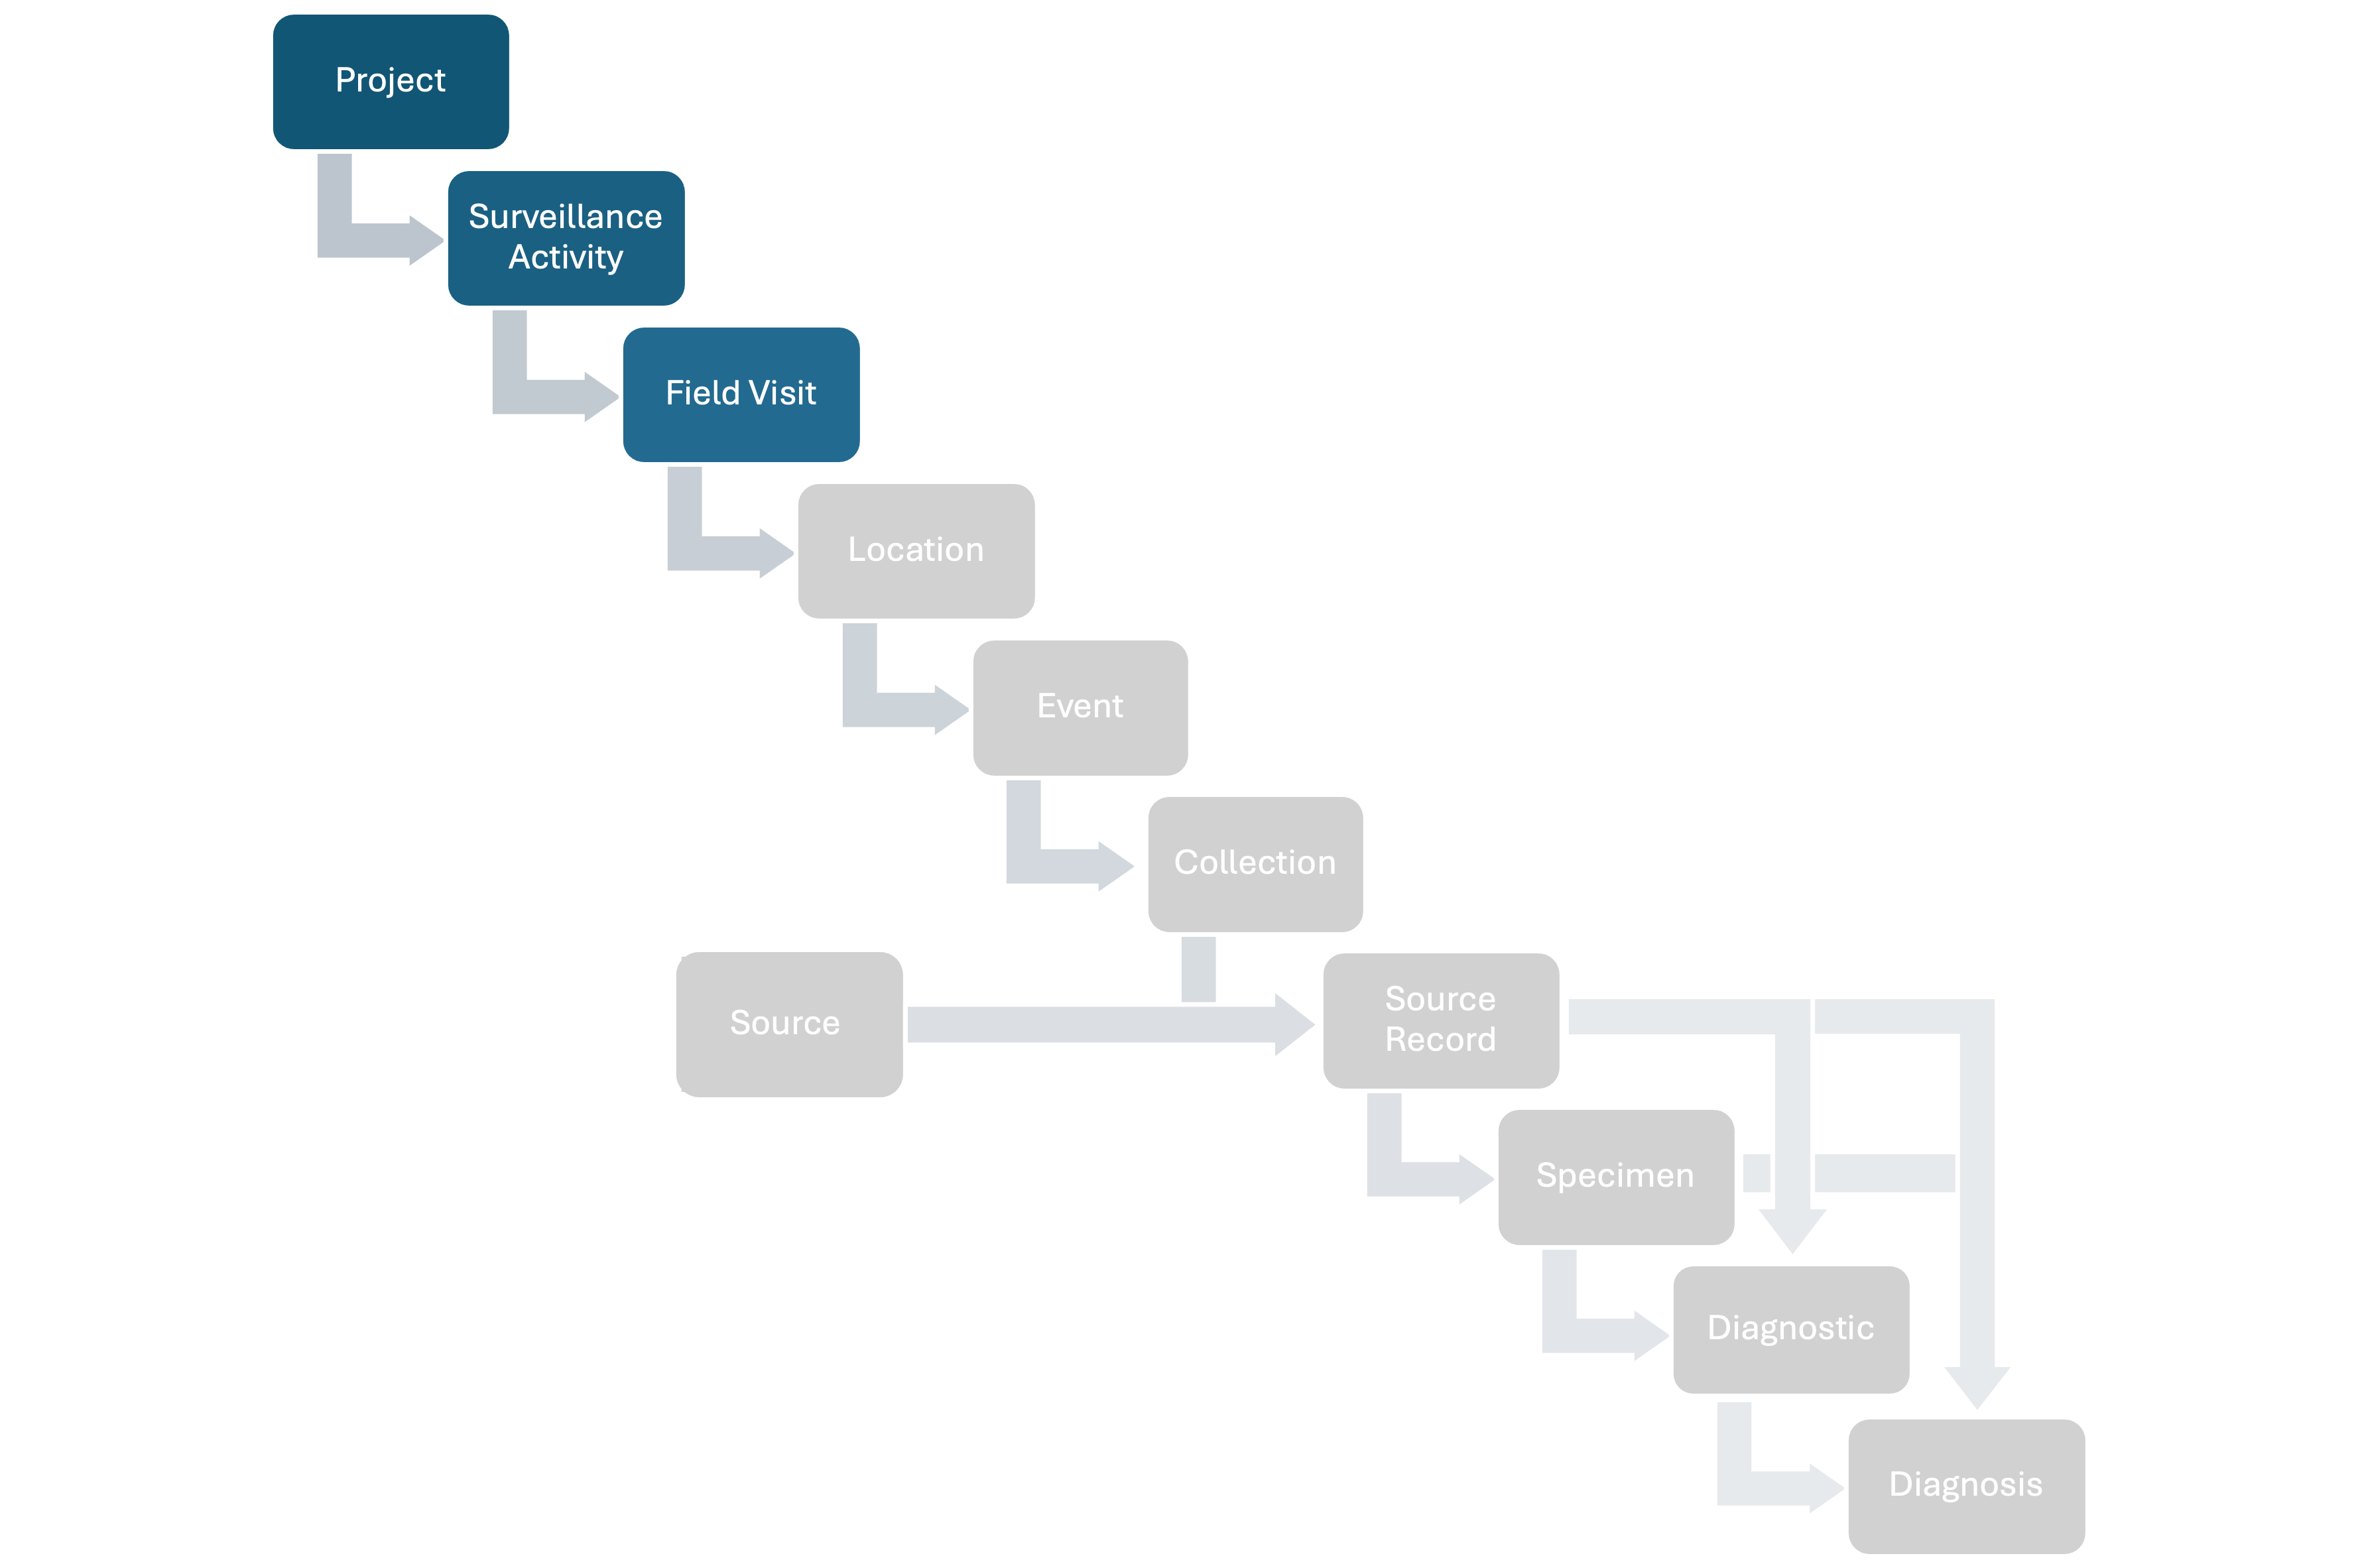 Project
Surveillance
Activity
Field Visit
Location
Event
Collection
Source
Source
Record
Specimen
Diagnostic
Diagnosis